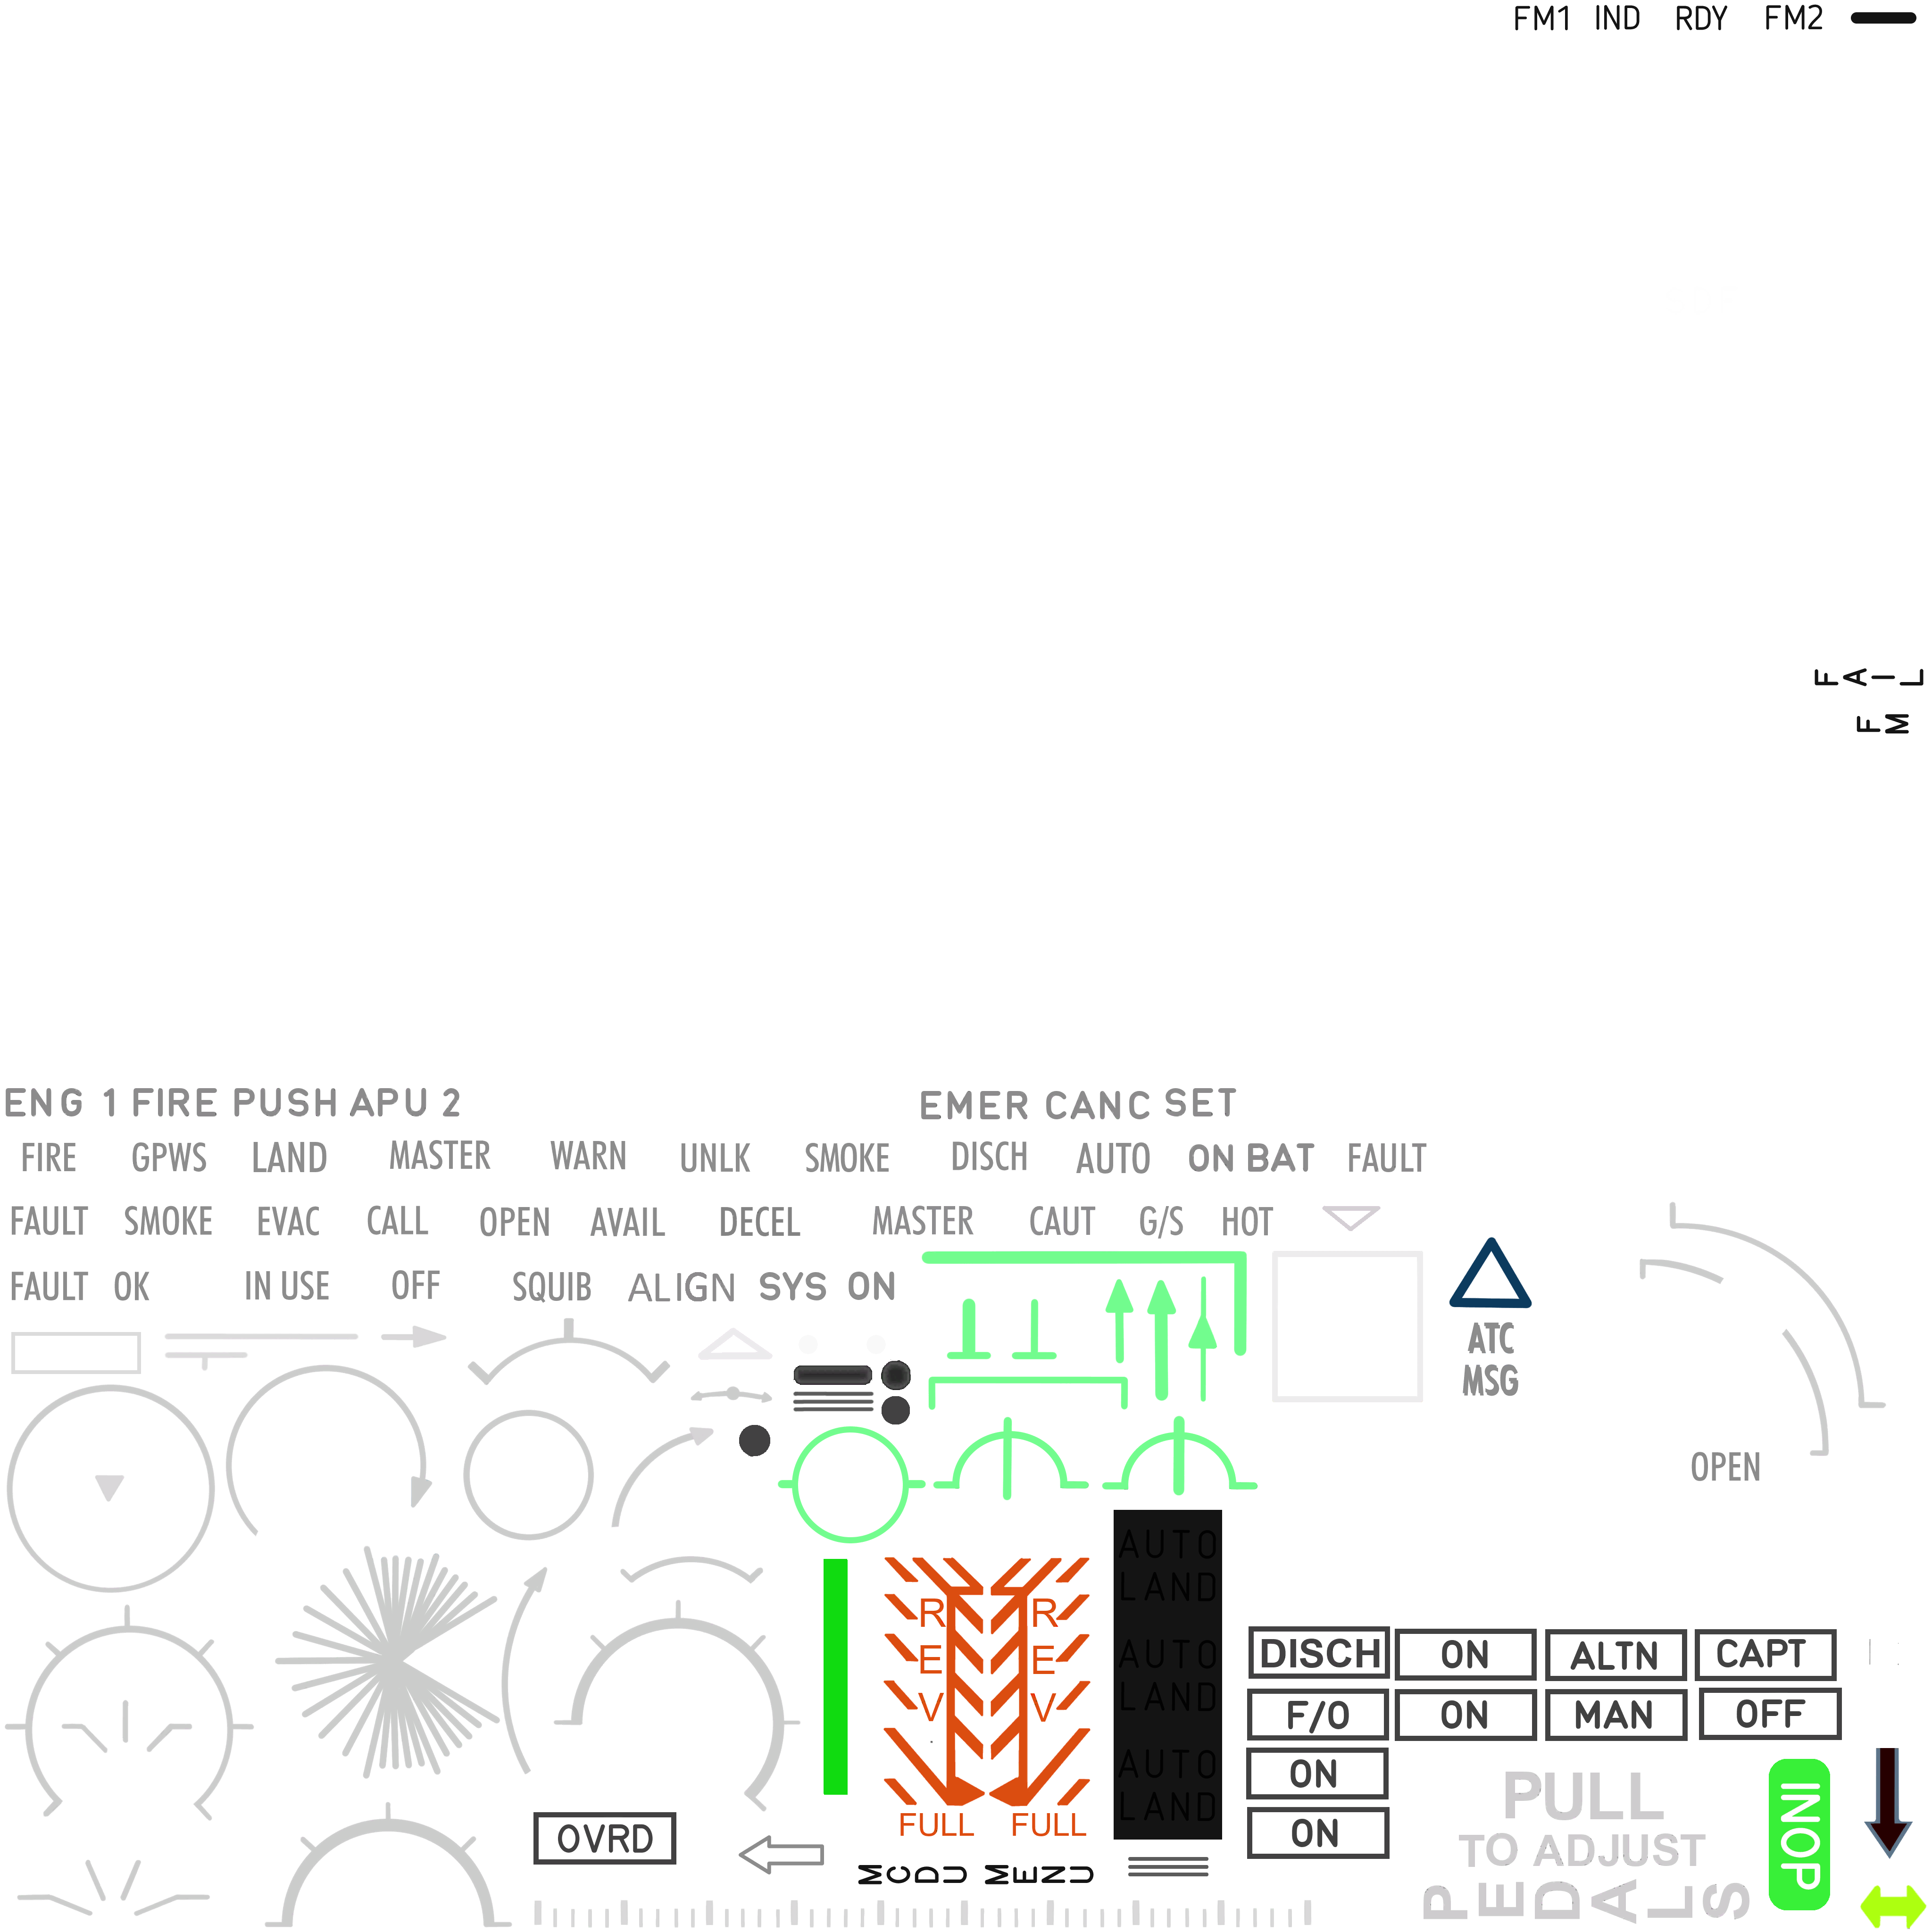 FM1 IND RDY FM2
FAIL
FM
ENG 1 FIRE PUSH APU 2 EMER CANC SET
FIRE GPWS LAND MASTER WARN UNLK SMOKE DISCH AUTO ON BAT FAULT
FAULT SMOKE EVAC CALL OPEN AVAIL DECEL MASTER CAUT G/S HOT
FAULT OK IN USE OFF SQUIB ALIGN SYS ON
ATC
MSG
OPEN
AUTO
LAND
AUTO
LAND
AUTO
LAND
REV REV
FULL FULL
DISCH ON ALTN CAPT
F/O ON MAN OFF
ON
ON
OVRD
MCDU MENU
PULL
TO ADJUST
PEDALS
INOP